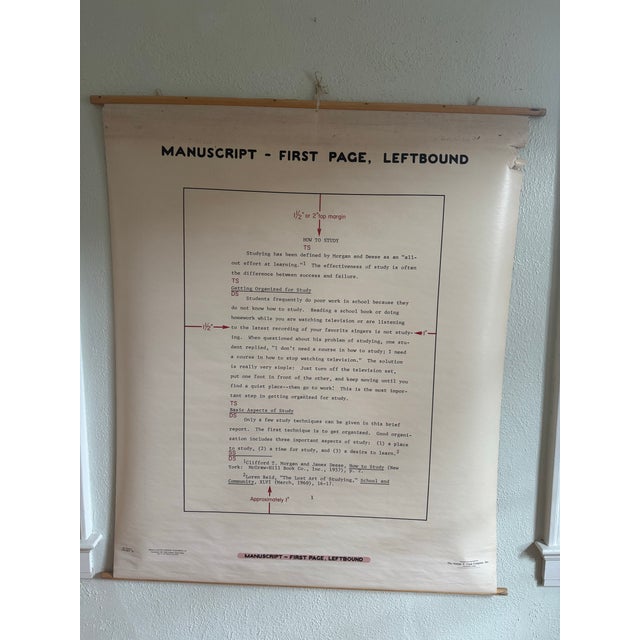 MANUSCRIPT - FIRST PAGE, LEFTBOUND
1½" or 2" top margin
HOW TO STUDY
TS
Studying has been defined by Morgan and Deese as an "all-
out effort at learning."1 The effectiveness of study is often
the difference between success and failure.
TS
Getting Organized for Study
DS
Students frequently do poor work in school because they
do not know how to study. Reading a school book or doing
homework while you are watching television or are listening
1½" to the latest recording of your favorite singers is not study- 1"
ing. When questioned about his problem of studying, one stu-
dent replied, "I don't need a course in how to study; I need
a course in how to stop watching television." The solution
is really very simple: Just turn off the television set,
put one foot in front of the other, and keep moving until you
find a quiet place--then go to work! This is the most impor-
tant step in getting organized for study.
TS
Basic Aspects of Study
DS
Only a few study techniques can be given in this brief
report. The first technique is to get organized. Good organi-
zation includes three important aspects of study: (1) a place
to study, (2) a time for study, and (3) a desire to learn.2
SS
DS
1Clifford T. Morgan and James Deese, How to Study (New
York: McGraw-Hill Book Co., Inc., 1957), p. 2.
2Loren Reid, "The Lost Art of Studying," School and
Community, XLVI (March, 1960), 16-17.
1
Approximately 1"
MANUSCRIPT - FIRST PAGE, LEFTBOUND